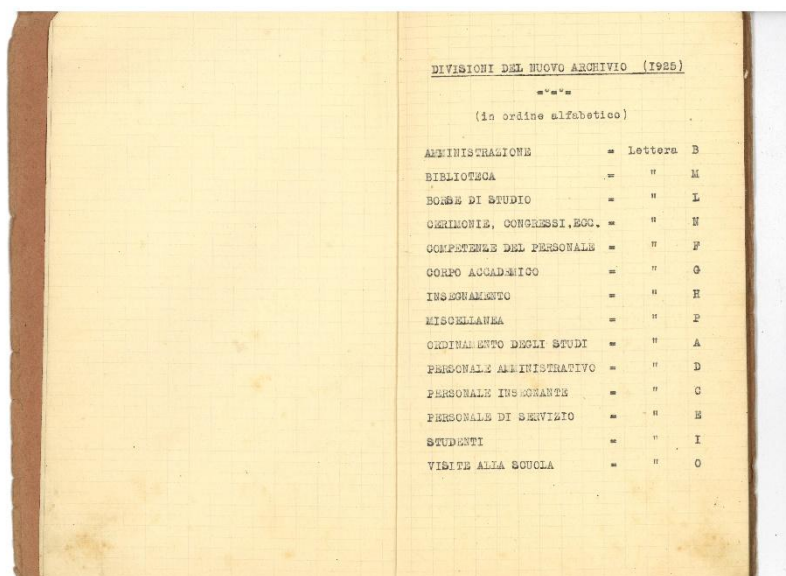 DIVISIONI DEL NUOVO ARCHIVIO (1925)
="="=
(in ordine alfabetico)
AMMINISTRAZIONE = Lettera B
BIBLIOTECA = " M
BORSE DI STUDIO = " L
CERIMONIE, CONGRESSI, ECC. = " N
COMPETENZE DEL PERSONALE = " F
CORPO ACCADEMICO = " G
INSEGNAMENTO = " H
MISCELLANEA = " P
ORDINAMENTO DEGLI STUDI = " A
PERSONALE AMMINISTRATIVO = " D
PERSONALE INSEGNANTE = " C
PERSONALE DI SERVIZIO = " E
STUDENTI = " I
VISITE ALLA SCUOLA = " O